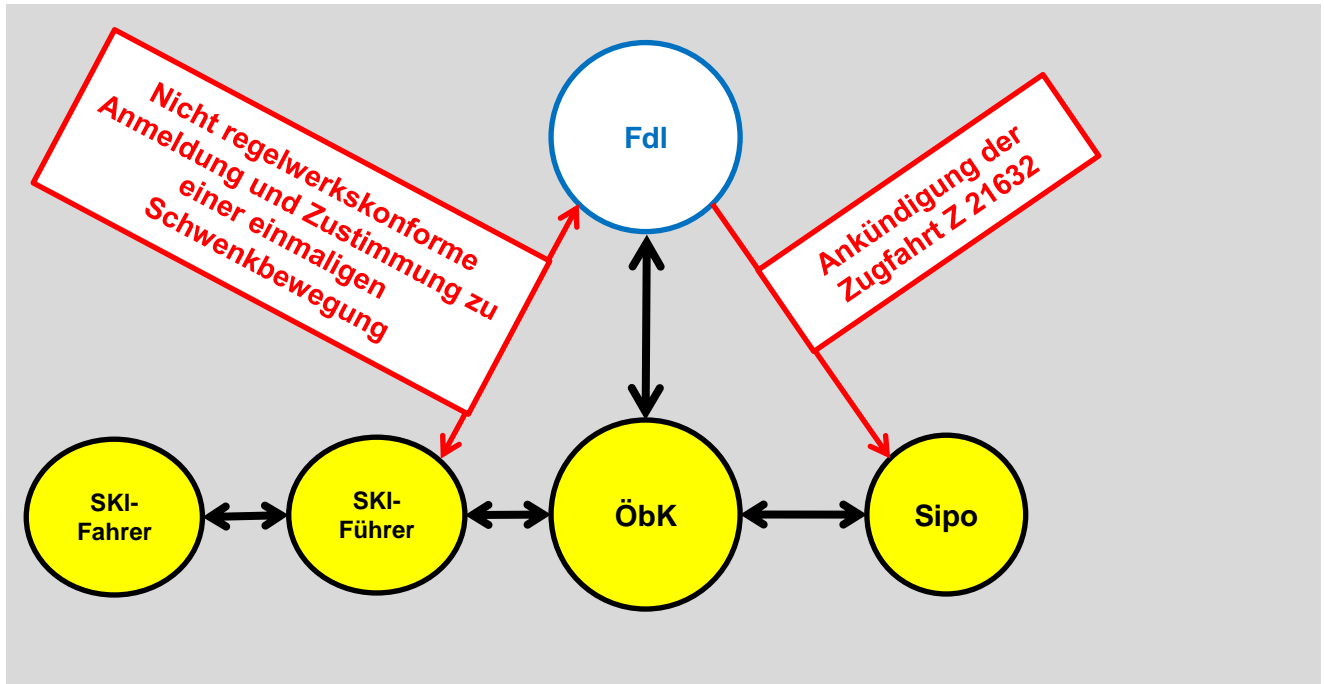 Nicht regelwerkskonforme
Anmeldung und Zustimmung zu
einer einmaligen
Schwenkbewegung
Fdl
Ankündigung der
Zugfahrt Z 21632
SKI-
Fahrer
SKI-
Führer
ÖbK
Sipo